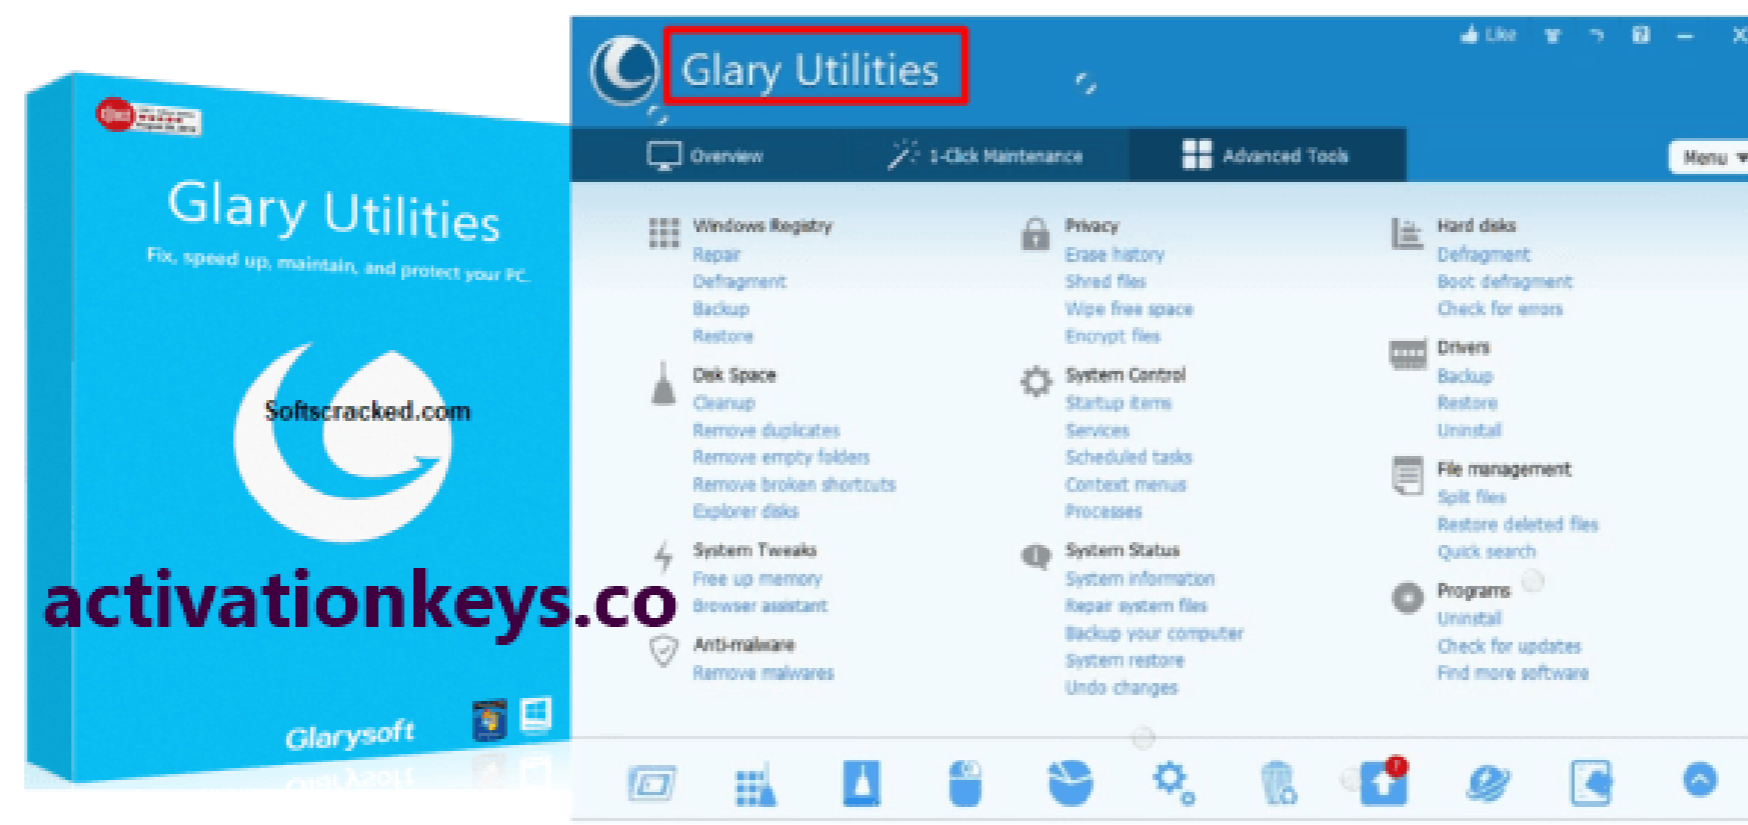 Glary Utilities
Fix, speed up, maintain, and protect your PC.
Softscracked.com
activationkeys.co
Glarysoft
Glary Utilities
Like
Overview
1-Click Maintenance
Advanced Tools
Menu
Windows Registry
Repair
Defragment
Backup
Restore
Disk Space
Cleanup
Remove duplicates
Remove empty folders
Remove broken shortcuts
Explorer disks
System Tweaks
Free up memory
Browser assistant
Anti-malware
Remove malwares
Privacy
Erase history
Shred files
Wipe free space
Encrypt files
System Control
Startup items
Services
Scheduled tasks
Context menus
Processes
System Status
System information
Repair system files
Backup your computer
System restore
Undo changes
Hard disks
Defragment
Boot defragment
Check for errors
Drivers
Backup
Restore
Uninstall
File management
Split files
Restore deleted files
Quick search
Programs
Uninstall
Check for updates
Find more software